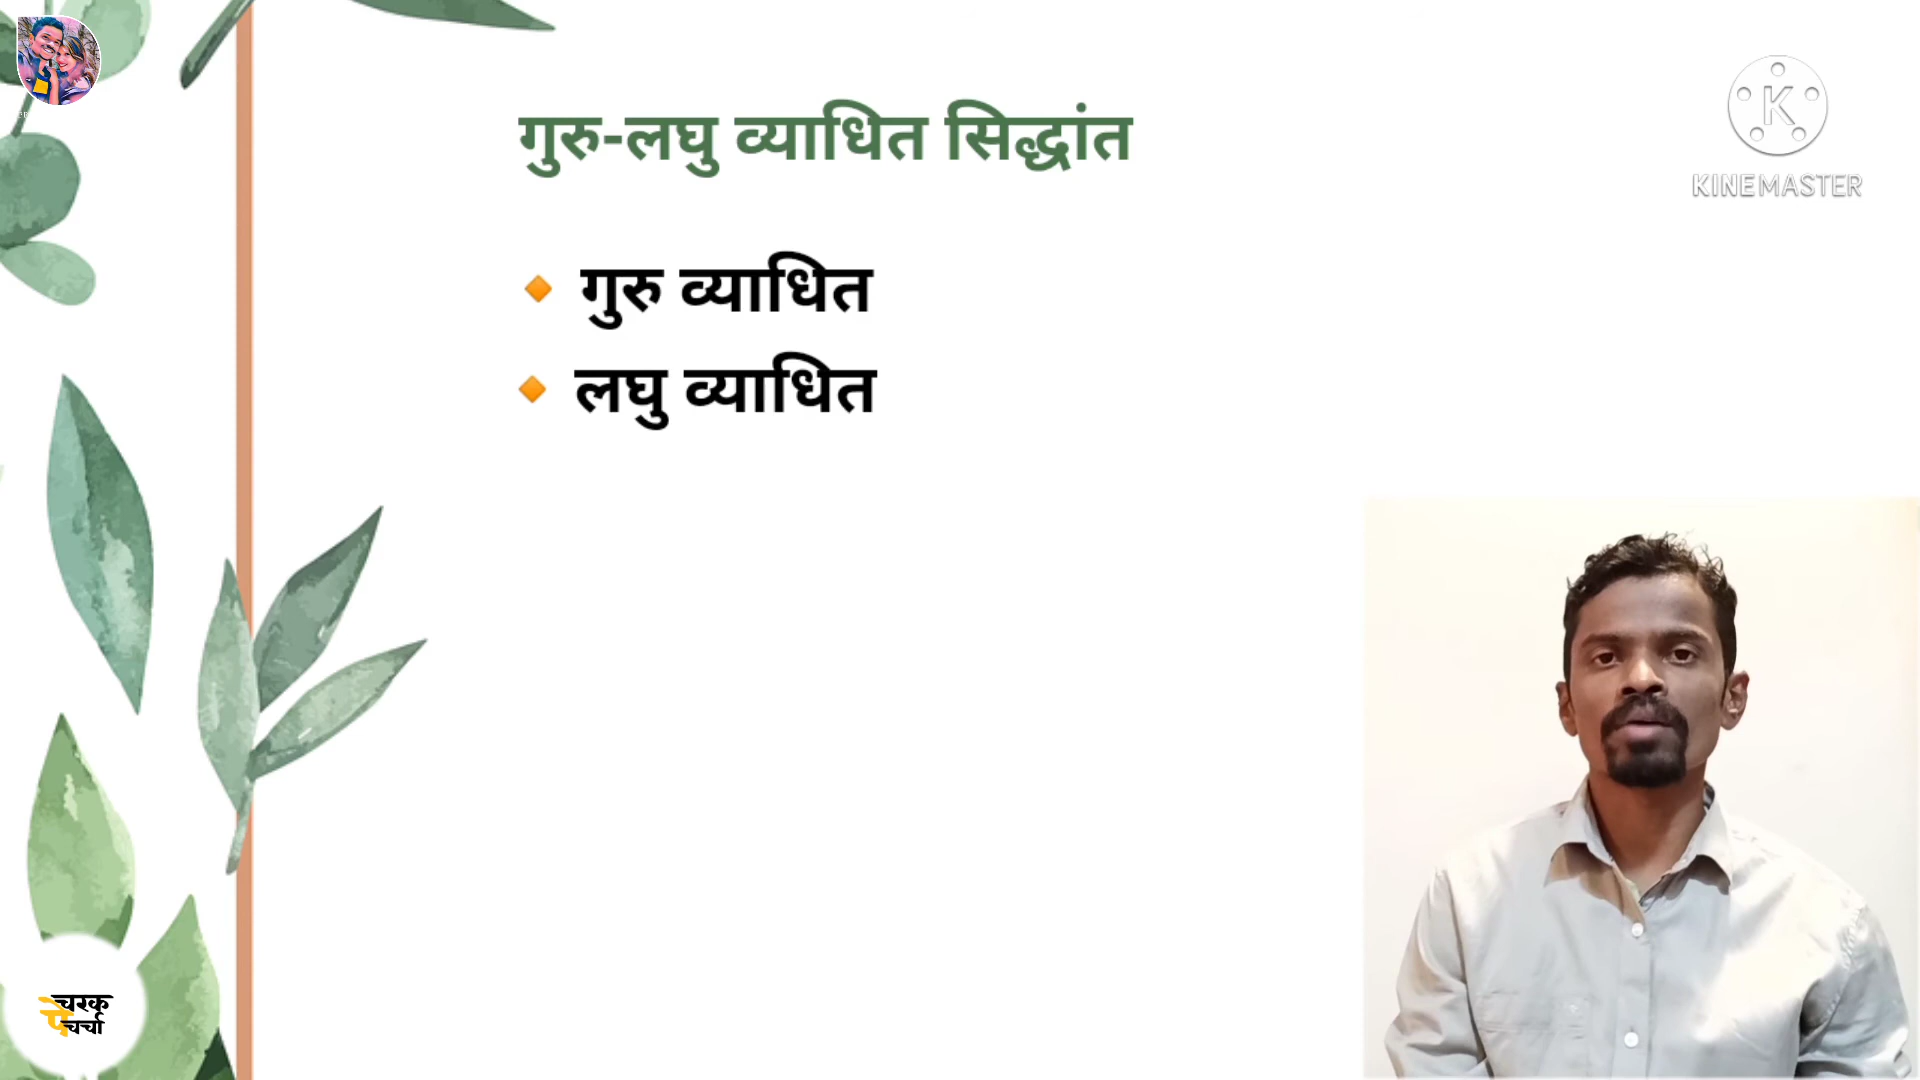 गुरु-लघु व्याधित सिद्धांत
KINEMASTER
🔸 गुरु व्याधित
🔸 लघु व्याधित
चरक
पे चर्चा